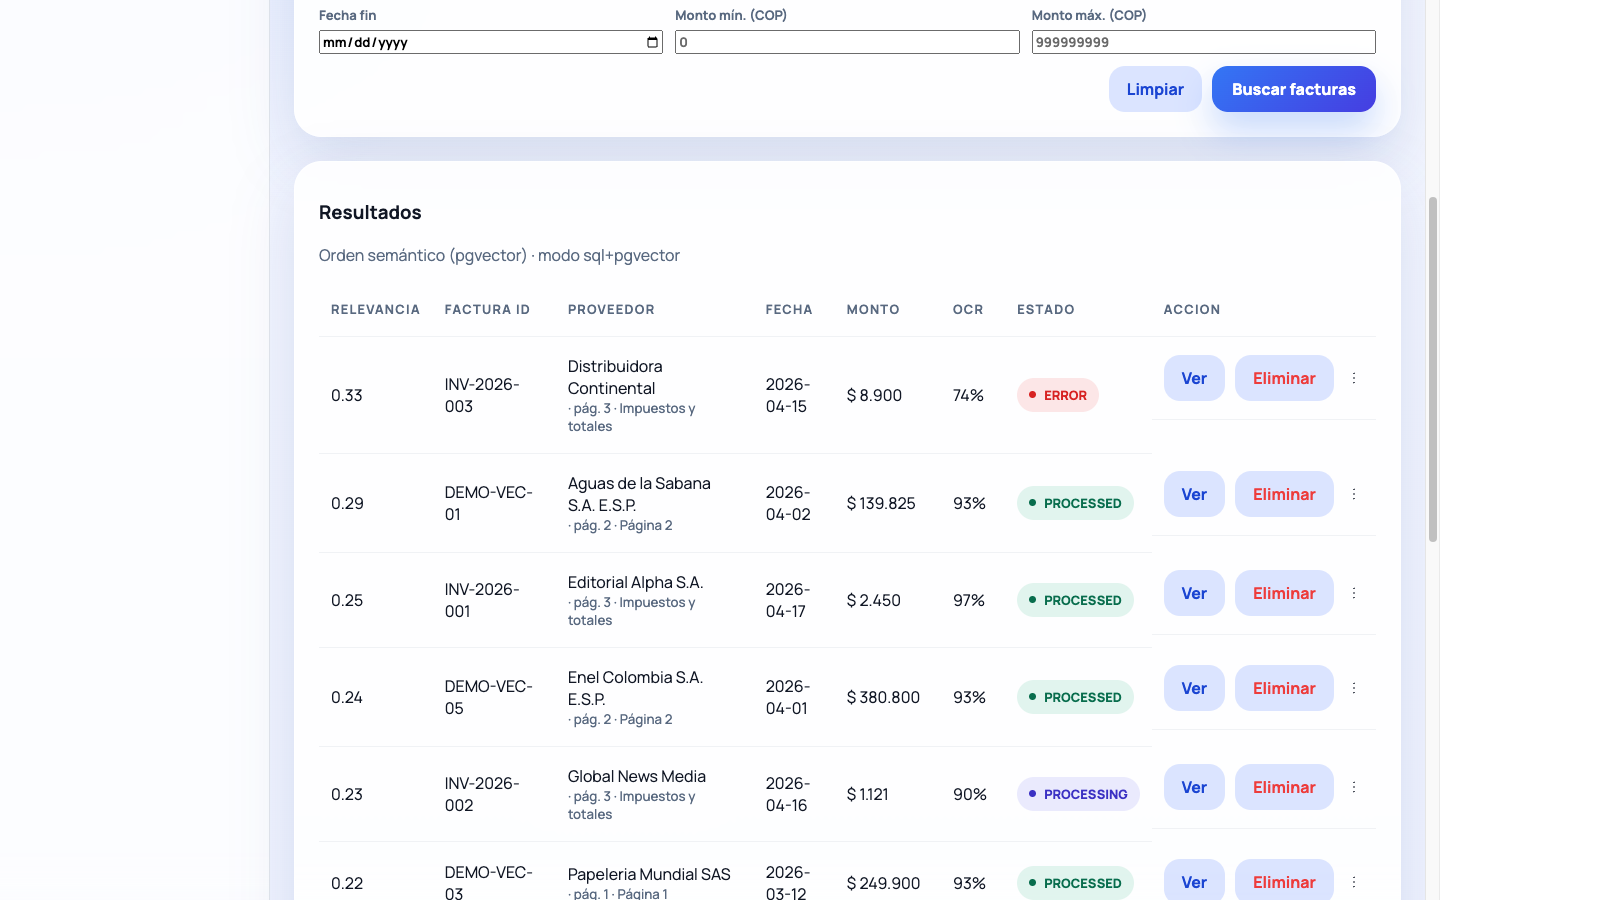 Fecha fin
Monto mín. (COP)
Monto máx. (COP)
mm/dd/yyyy
0
999999999
Limpiar
Buscar facturas
Resultados
Orden semántico (pgvector) · modo sql+pgvector
RELEVANCIA FACTURA ID PROVEEDOR FECHA MONTO OCR ESTADO ACCION
0.33
INV-2026-
003
Distribuidora
Continental
· pág. 3 · Impuestos y
totales
2026-
04-15
$ 8.900
74%
ERROR
Ver
Eliminar
⋮
0.29
DEMO-VEC-
01
Aguas de la Sabana
S.A. E.S.P.
· pág. 2 · Página 2
2026-
04-02
$ 139.825
93%
PROCESSED
Ver
Eliminar
⋮
0.25
INV-2026-
001
Editorial Alpha S.A.
· pág. 3 · Impuestos y
totales
2026-
04-17
$ 2.450
97%
PROCESSED
Ver
Eliminar
⋮
0.24
DEMO-VEC-
05
Enel Colombia S.A.
E.S.P.
· pág. 2 · Página 2
2026-
04-01
$ 380.800
93%
PROCESSED
Ver
Eliminar
⋮
0.23
INV-2026-
002
Global News Media
· pág. 3 · Impuestos y
totales
2026-
04-16
$ 1.121
90%
PROCESSING
Ver
Eliminar
⋮
0.22
DEMO-VEC-
03
Papeleria Mundial SAS
· pág. 1 · Página 1
2026-
03-12
$ 249.900
93%
PROCESSED
Ver
Eliminar
⋮